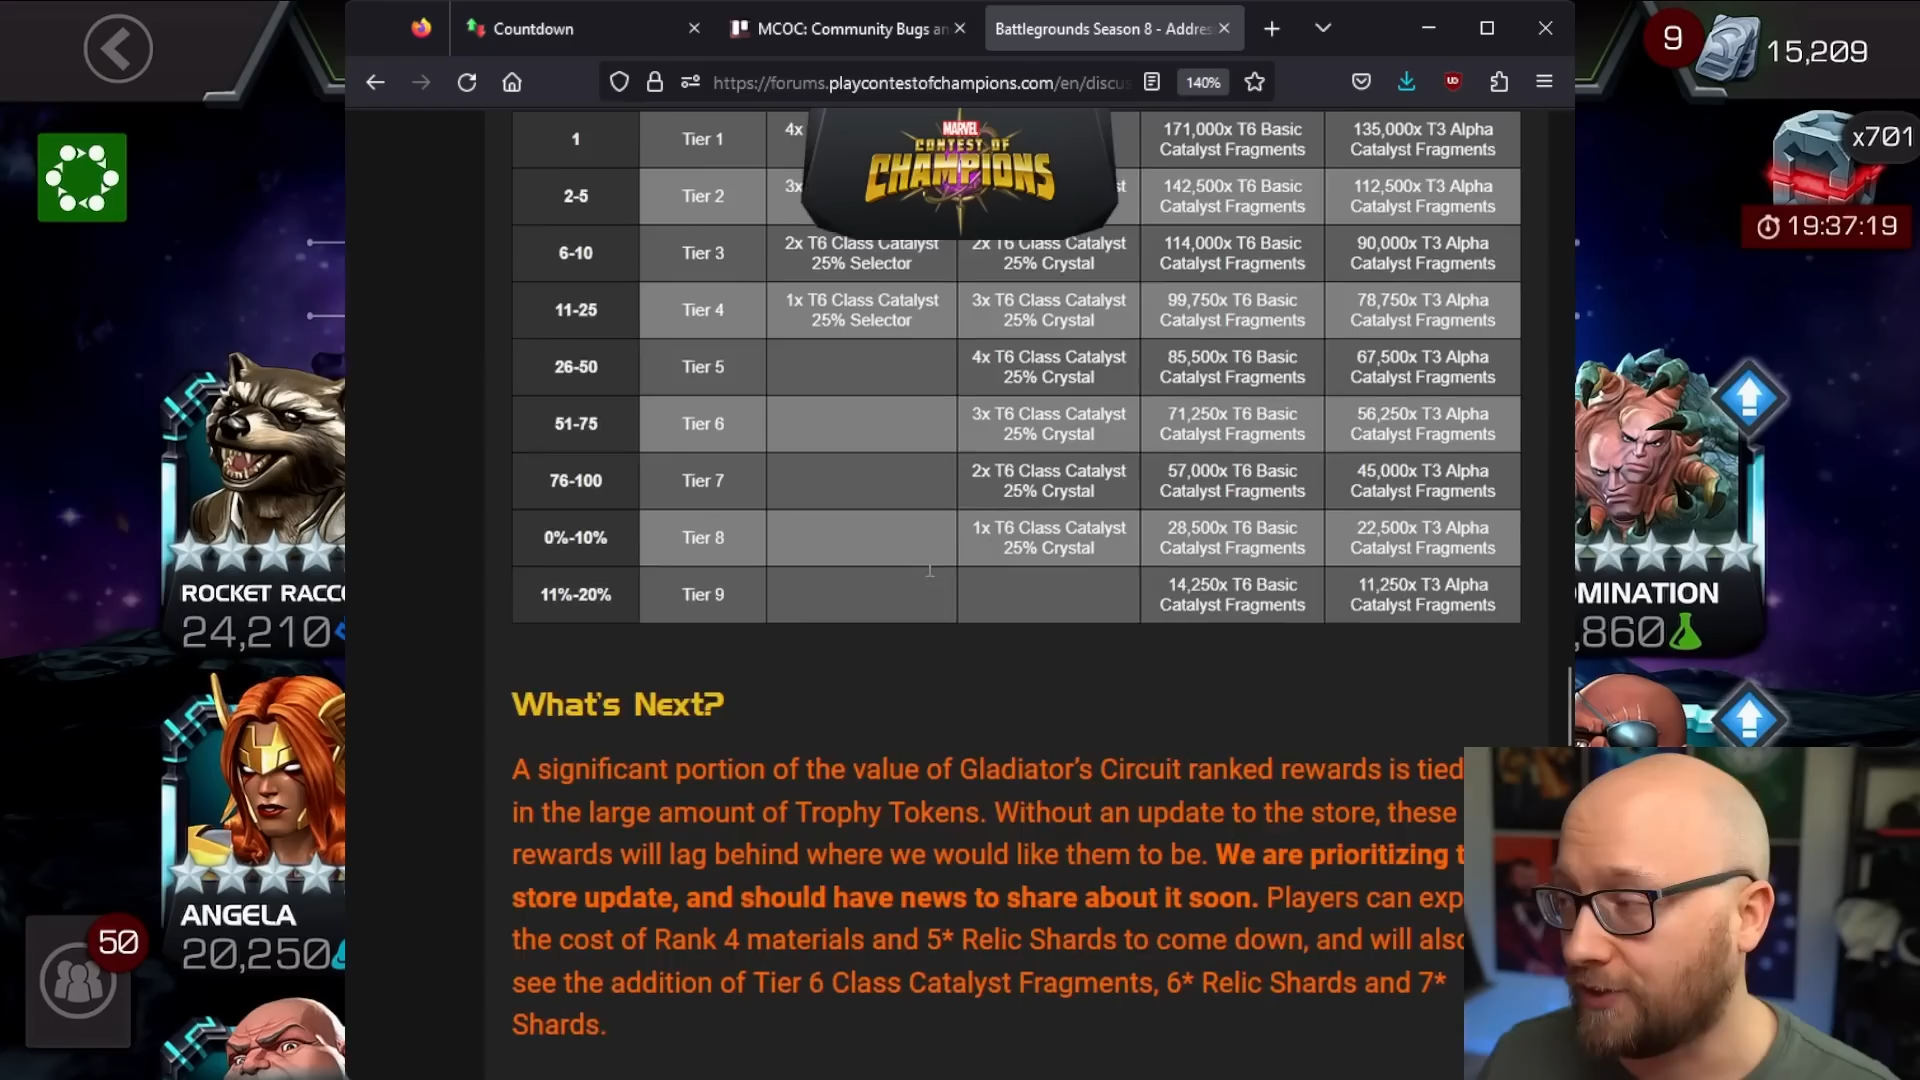 Countdown
MCOC: Community Bugs an
Battlegrounds Season 8 - Addres
9
15,209
https://forums.playcontestofchampions.com/en/discus
140%
x701
19:37:19
1 Tier 1 4x 171,000x T6 Basic Catalyst Fragments 135,000x T3 Alpha Catalyst Fragments
MARVEL
CONTEST OF
CHAMPIONS
2-5 Tier 2 3x st 142,500x T6 Basic Catalyst Fragments 112,500x T3 Alpha Catalyst Fragments
6-10 Tier 3 2x T6 Class Catalyst 25% Selector 2x T6 Class Catalyst 25% Crystal 114,000x T6 Basic Catalyst Fragments 90,000x T3 Alpha Catalyst Fragments
11-25 Tier 4 1x T6 Class Catalyst 25% Selector 3x T6 Class Catalyst 25% Crystal 99,750x T6 Basic Catalyst Fragments 78,750x T3 Alpha Catalyst Fragments
26-50 Tier 5 4x T6 Class Catalyst 25% Crystal 85,500x T6 Basic Catalyst Fragments 67,500x T3 Alpha Catalyst Fragments
51-75 Tier 6 3x T6 Class Catalyst 25% Crystal 71,250x T6 Basic Catalyst Fragments 56,250x T3 Alpha Catalyst Fragments
76-100 Tier 7 2x T6 Class Catalyst 25% Crystal 57,000x T6 Basic Catalyst Fragments 45,000x T3 Alpha Catalyst Fragments
0%-10% Tier 8 1x T6 Class Catalyst 25% Crystal 28,500x T6 Basic Catalyst Fragments 22,500x T3 Alpha Catalyst Fragments
11%-20% Tier 9 14,250x T6 Basic Catalyst Fragments 11,250x T3 Alpha Catalyst Fragments
ROCKET RACC
24,210
MINATION
,860
What's Next?
A significant portion of the value of Gladiator's Circuit ranked rewards is tied
in the large amount of Trophy Tokens. Without an update to the store, these
rewards will lag behind where we would like them to be. We are prioritizing t
store update, and should have news to share about it soon. Players can exp
the cost of Rank 4 materials and 5* Relic Shards to come down, and will also
see the addition of Tier 6 Class Catalyst Fragments, 6* Relic Shards and 7*
Shards.
ANGELA
20,250
50